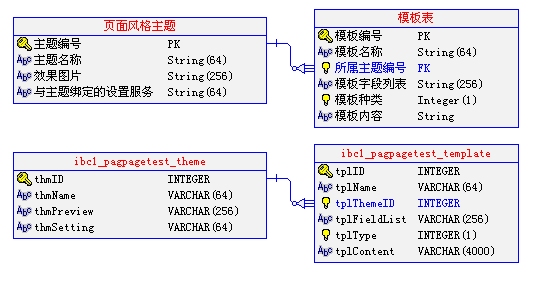 页面风格主题
主题编号 PK
主题名称 String(64)
效果图片 String(256)
与主题绑定的设置服务 String(64)
模板表
模板编号 PK
模板名称 String(64)
所属主题编号 FK
模板字段列表 String(256)
模板种类 Integer(1)
模板内容 String
ibc1_pagpagetest_theme
thmID INTEGER
thmName VARCHAR(64)
thmPreview VARCHAR(256)
thmSetting VARCHAR(64)
ibc1_pagpagetest_template
tplID INTEGER
tplName VARCHAR(64)
tplThemeID INTEGER
tplFieldList VARCHAR(256)
tplType INTEGER(1)
tplContent VARCHAR(4000)